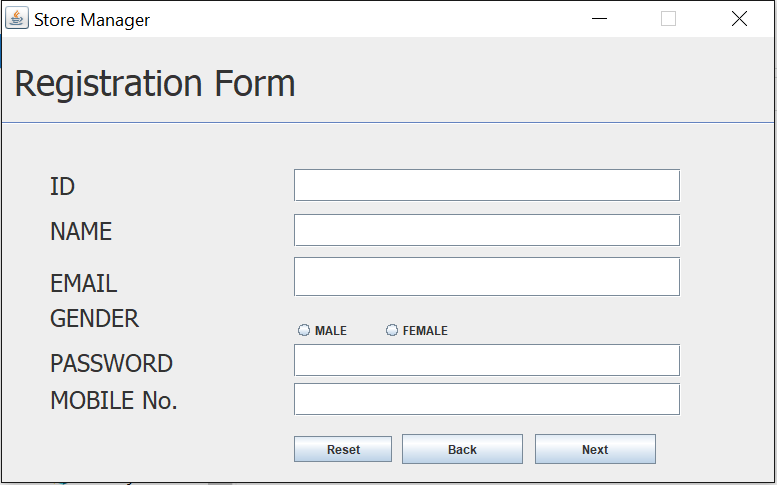 Store Manager
Registration Form
ID
NAME
EMAIL
GENDER
MALE FEMALE
PASSWORD
MOBILE No.
Reset Back Next